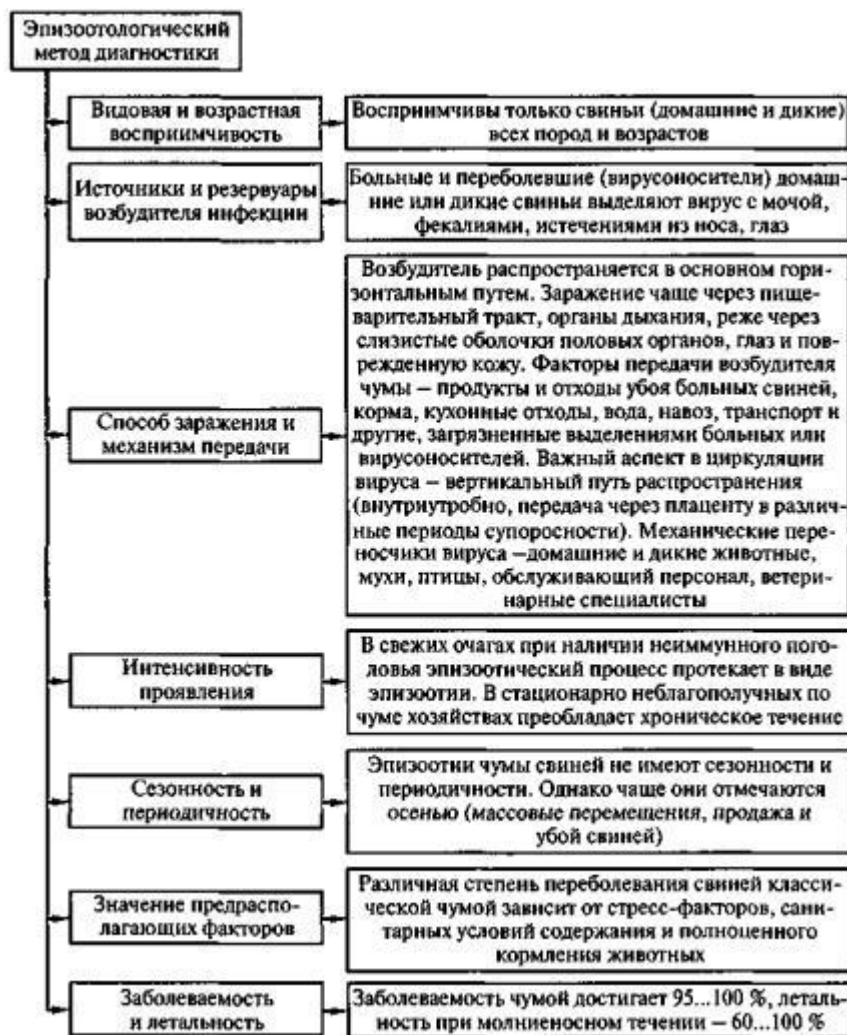 Эпизоотологический
метод диагностики
Видовая и возрастная
восприимчивость
Восприимчивы только свиньи (домашние и дикие)
всех пород и возрастов
Источники и резервуары
возбудителя инфекции
Больные и переболевшие (вирусоносители) домаш-
ние или дикие свиньи выделяют вирус с мочой,
фекалиями, истечениями из носа, глаз
Способ заражения и
механизм передачи
Возбудитель распространяется в основном гори-
зонтальным путем. Заражение чаще через пище-
варительный тракт, органы дыхания, реже через
слизистые оболочки половых органов, глаз и пов-
режденную кожу. Факторы передачи возбудителя
чумы – продукты и отходы убоя больных свиней,
корма, кухонные отходы, вода, навоз, транспорт и
другие, загрязненные выделениями больных или
вирусоносителей. Важный аспект в циркуляции
вируса – вертикальный путь распространения
(внутриутробно, передача через плаценту в различ-
ные периоды супоросности). Механические пере-
носчики вируса –домашние и дикие животные,
мухи, птицы, обслуживающий персонал, ветери-
нарные специалисты
Интенсивность
проявления
В свежих очагах при наличии неиммунного пого-
ловья эпизоотический процесс протекает в виде
эпизоотии. В стационарно неблагополучных по
чуме хозяйствах преобладает хроническое течение
Сезонность и
периодичность
Эпизоотии чумы свиней не имеют сезонности и
периодичности. Однако чаще они отмечаются
осенью (массовые перемещения, продажа и
убой свиней)
Значение предраспо-
лагающих факторов
Различная степень переболевания свиней класси-
ческой чумой зависит от стресс-факторов, сани-
тарных условий содержания и полноценного
кормления животных
Заболеваемость
и летальность
Заболеваемость чумой достигает 95...100 %, леталь-
ность при молниеносном течении – 60...100 %